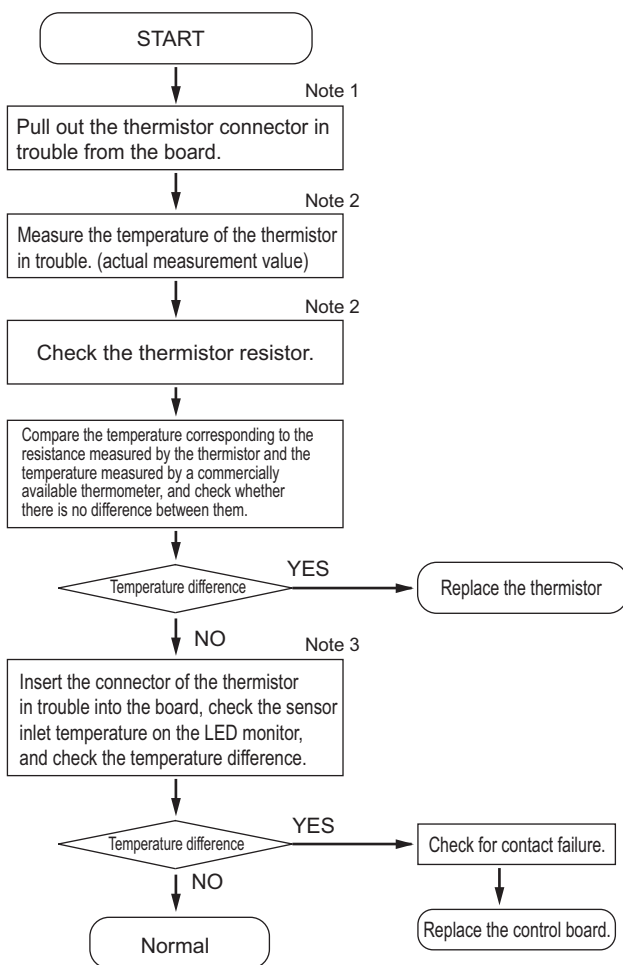 START
Note 1
Pull out the thermistor connector in
trouble from the board.
Note 2
Measure the temperature of the thermistor
in trouble. (actual measurement value)
Note 2
Check the thermistor resistor.
Compare the temperature corresponding to the
resistance measured by the thermistor and the
temperature measured by a commercially
available thermometer, and check whether
there is no difference between them.
Temperature difference
YES
Replace the thermistor
NO
Note 3
Insert the connector of the thermistor
in trouble into the board, check the sensor
inlet temperature on the LED monitor,
and check the temperature difference.
Temperature difference
YES
Check for contact failure.
NO
Replace the control board.
Normal